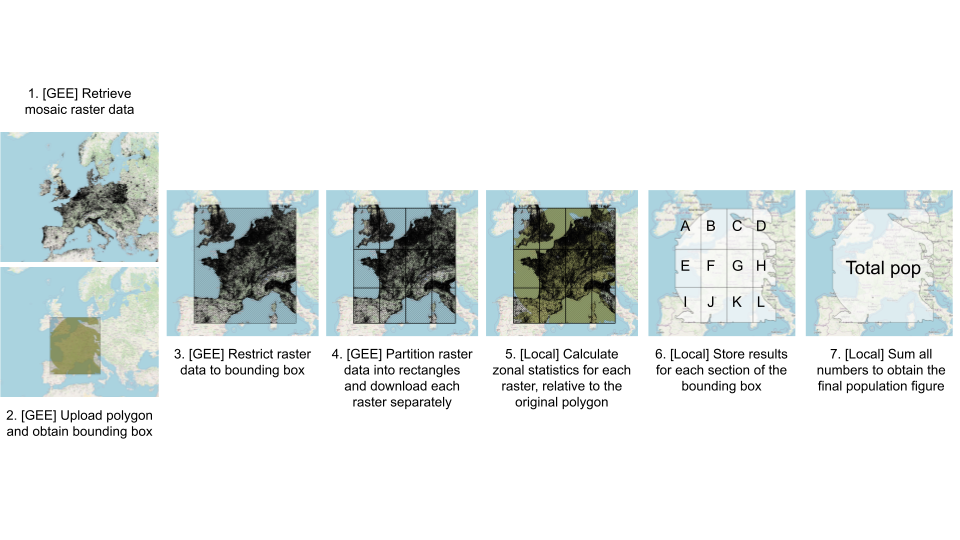 1. [GEE] Retrieve
mosaic raster data
2. [GEE] Upload polygon
and obtain bounding box
3. [GEE] Restrict raster
data to bounding box
4. [GEE] Partition raster
data into rectangles
and download each
raster separately
5. [Local] Calculate
zonal statistics for each
raster, relative to the
original polygon
A B C D
E F G H
I J K L
6. [Local] Store results
for each section of the
bounding box
Total pop
7. [Local] Sum all
numbers to obtain the
final population figure